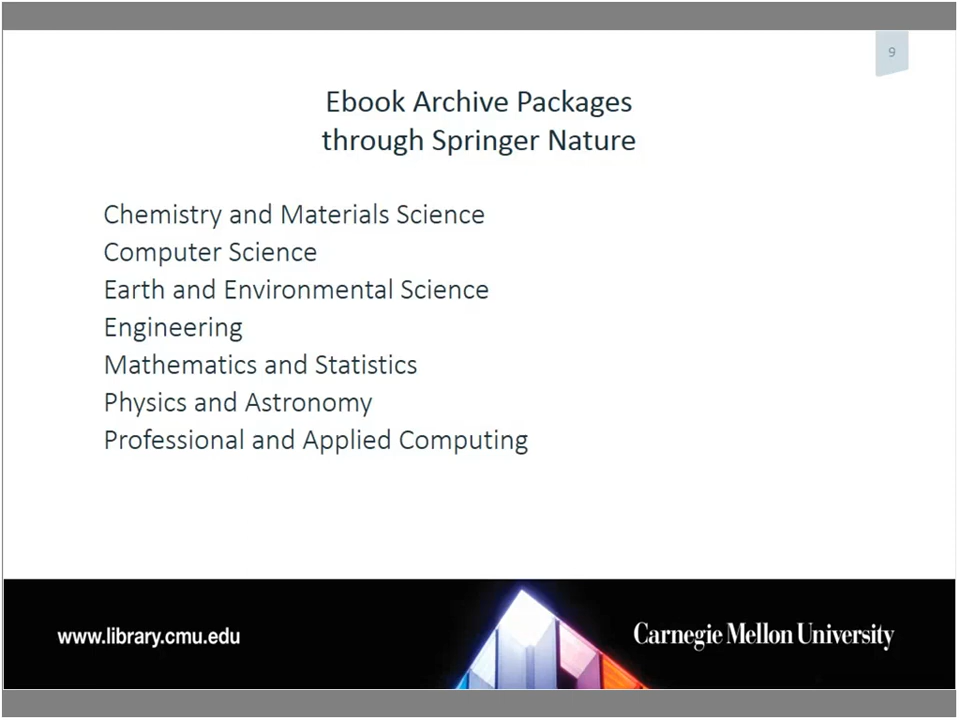 9
Ebook Archive Packages
through Springer Nature
Chemistry and Materials Science
Computer Science
Earth and Environmental Science
Engineering
Mathematics and Statistics
Physics and Astronomy
Professional and Applied Computing
www.library.cmu.edu
Carnegie Mellon University